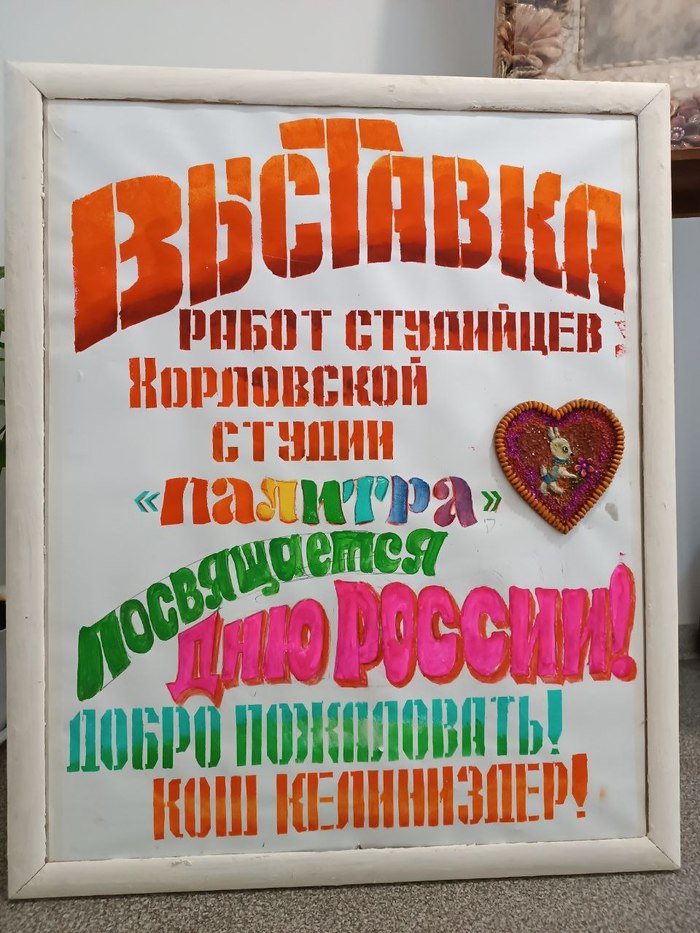 ВЫСТАВКА
РАБОТ СТУДИЙЦЕВ
ХОРЛОВСКОЙ
СТУДИИ
«ПАЛИТРА»
ПОСВЯЩАЕТСЯ
ДНЮ РОССИИ!
ДОБРО ПОЖАЛОВАТЬ!
КОШ КЕЛИНИЗДЕР!